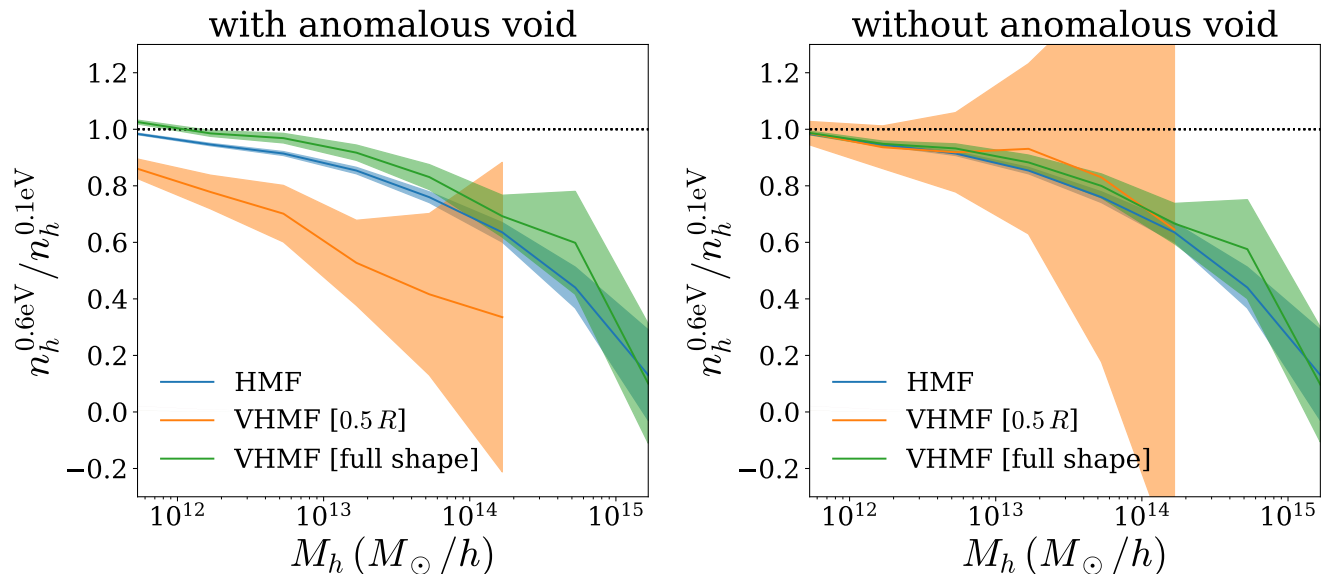 with anomalous void
n_h^{0.6eV}/n_h^{0.1eV}
1.2
1.0
0.8
0.6
0.4
0.2
0.0
−0.2
HMF
VHMF [0.5 R]
VHMF [full shape]
10^{12}
10^{13}
10^{14}
10^{15}
M_h (M_⊙/h)
without anomalous void
n_h^{0.6eV}/n_h^{0.1eV}
1.2
1.0
0.8
0.6
0.4
0.2
0.0
−0.2
HMF
VHMF [0.5 R]
VHMF [full shape]
10^{12}
10^{13}
10^{14}
10^{15}
M_h (M_⊙/h)